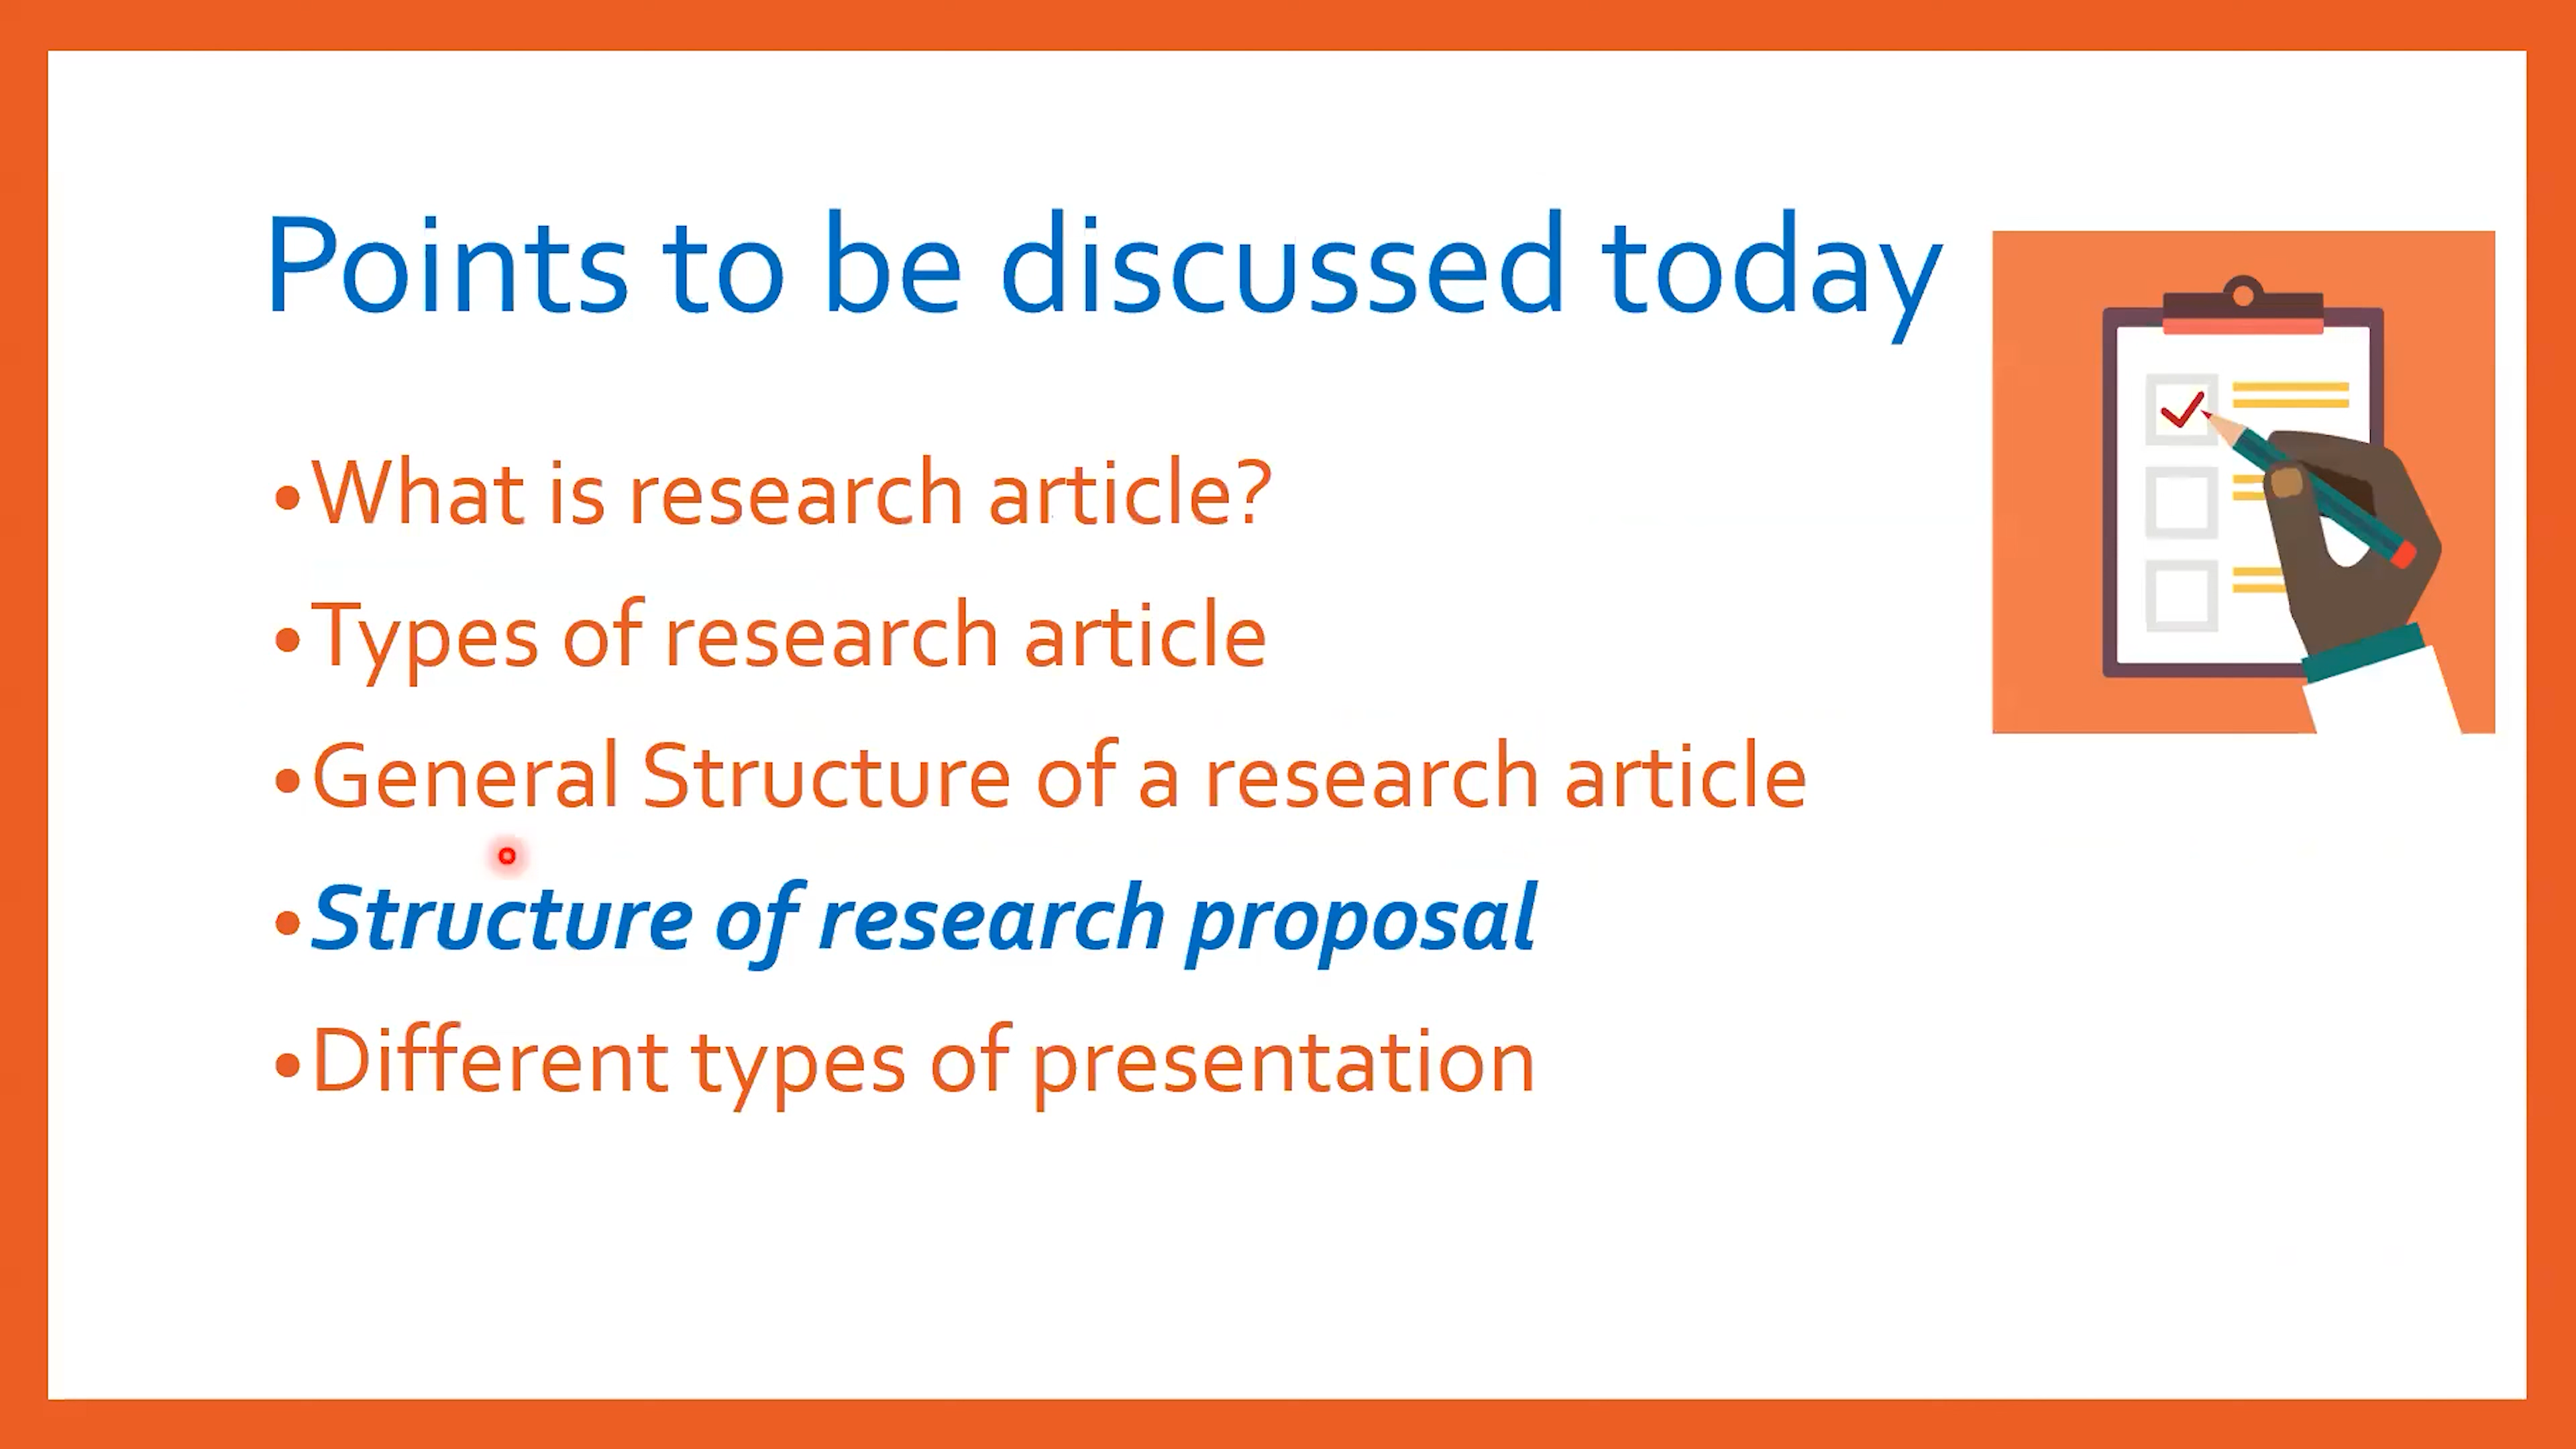 Points to be discussed today
•What is research article?
•Types of research article
•General Structure of a research article
•Structure of research proposal
•Different types of presentation